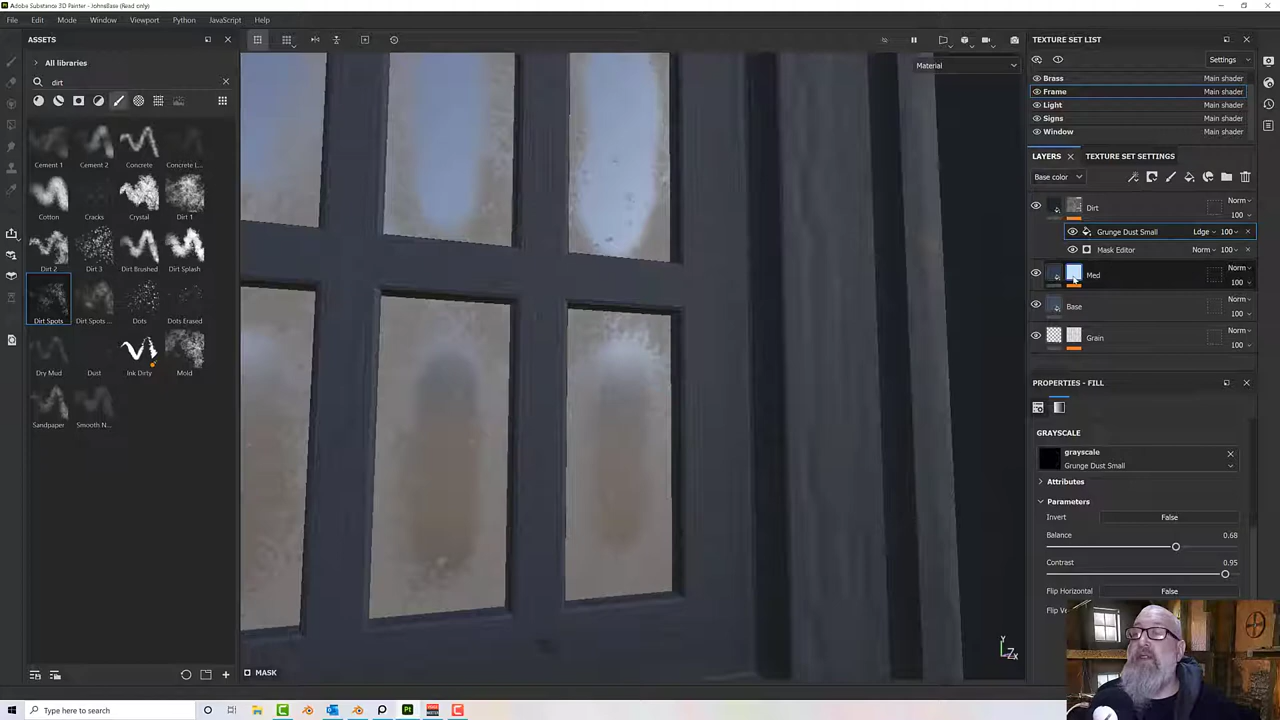 Adobe Substance 3D Painter - JohnsBase (Read only)
File Edit Mode Window Viewport Python JavaScript Help
ASSETS
All libraries
dirt
Cement 1 Cement 2 Concrete Concrete L...
Cotton Cracks Crystal Dirt 1
Dirt 2 Dirt 3 Dirt Brushed Dirt Splash
Dirt Spots Dirt Spots ... Dots Dots Erased
Dry Mud Dust Ink Dirty Mold
Sandpaper Smooth N...
Material
MASK
Y
Z X
TEXTURE SET LIST
Settings
Brass Main shader
Frame Main shader
Light Main shader
Signs Main shader
Window Main shader
LAYERS TEXTURE SET SETTINGS
Base color
Dirt Norm
100
Grunge Dust Small Ldge 100
Mask Editor Norm 100
Med Norm
100
Base Norm
100
Grain Norm
100
PROPERTIES - FILL
GRAYSCALE
grayscale
Grunge Dust Small
Attributes
Parameters
Invert False
Balance 0.68
Contrast 0.95
Flip Horizontal False
Flip
Type here to search